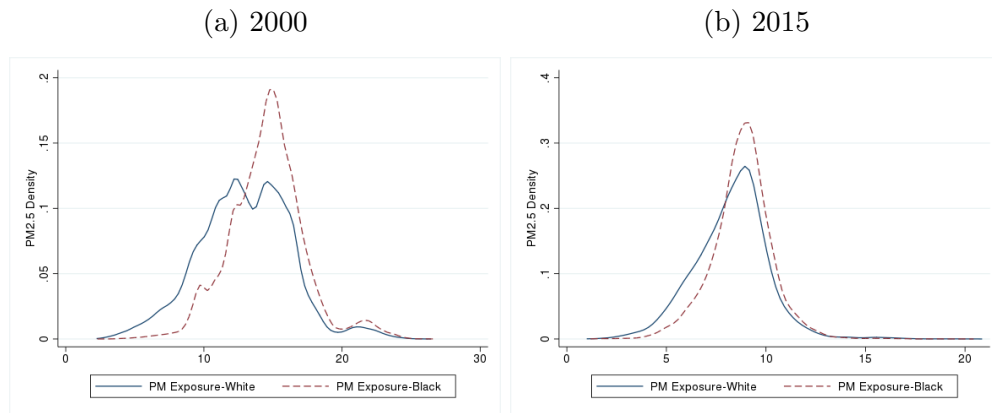 (a) 2000
(b) 2015
PM2.5 Density
0
.05
.1
.15
.2
0
10
20
30
PM Exposure-White
PM Exposure-Black
PM2.5 Density
0
.1
.2
.3
.4
0
5
10
15
20
PM Exposure-White
PM Exposure-Black